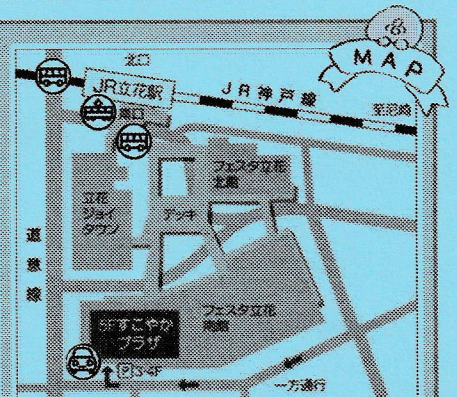 MAP
北口
JR立花駅
JR神戸線
至尼崎
南口
フェスタ立花
北館
立花
ジョイ
タウン
デッキ
道意線
フェスタ立花
南館
5Fすこやか
プラザ
P3・4F
一方通行